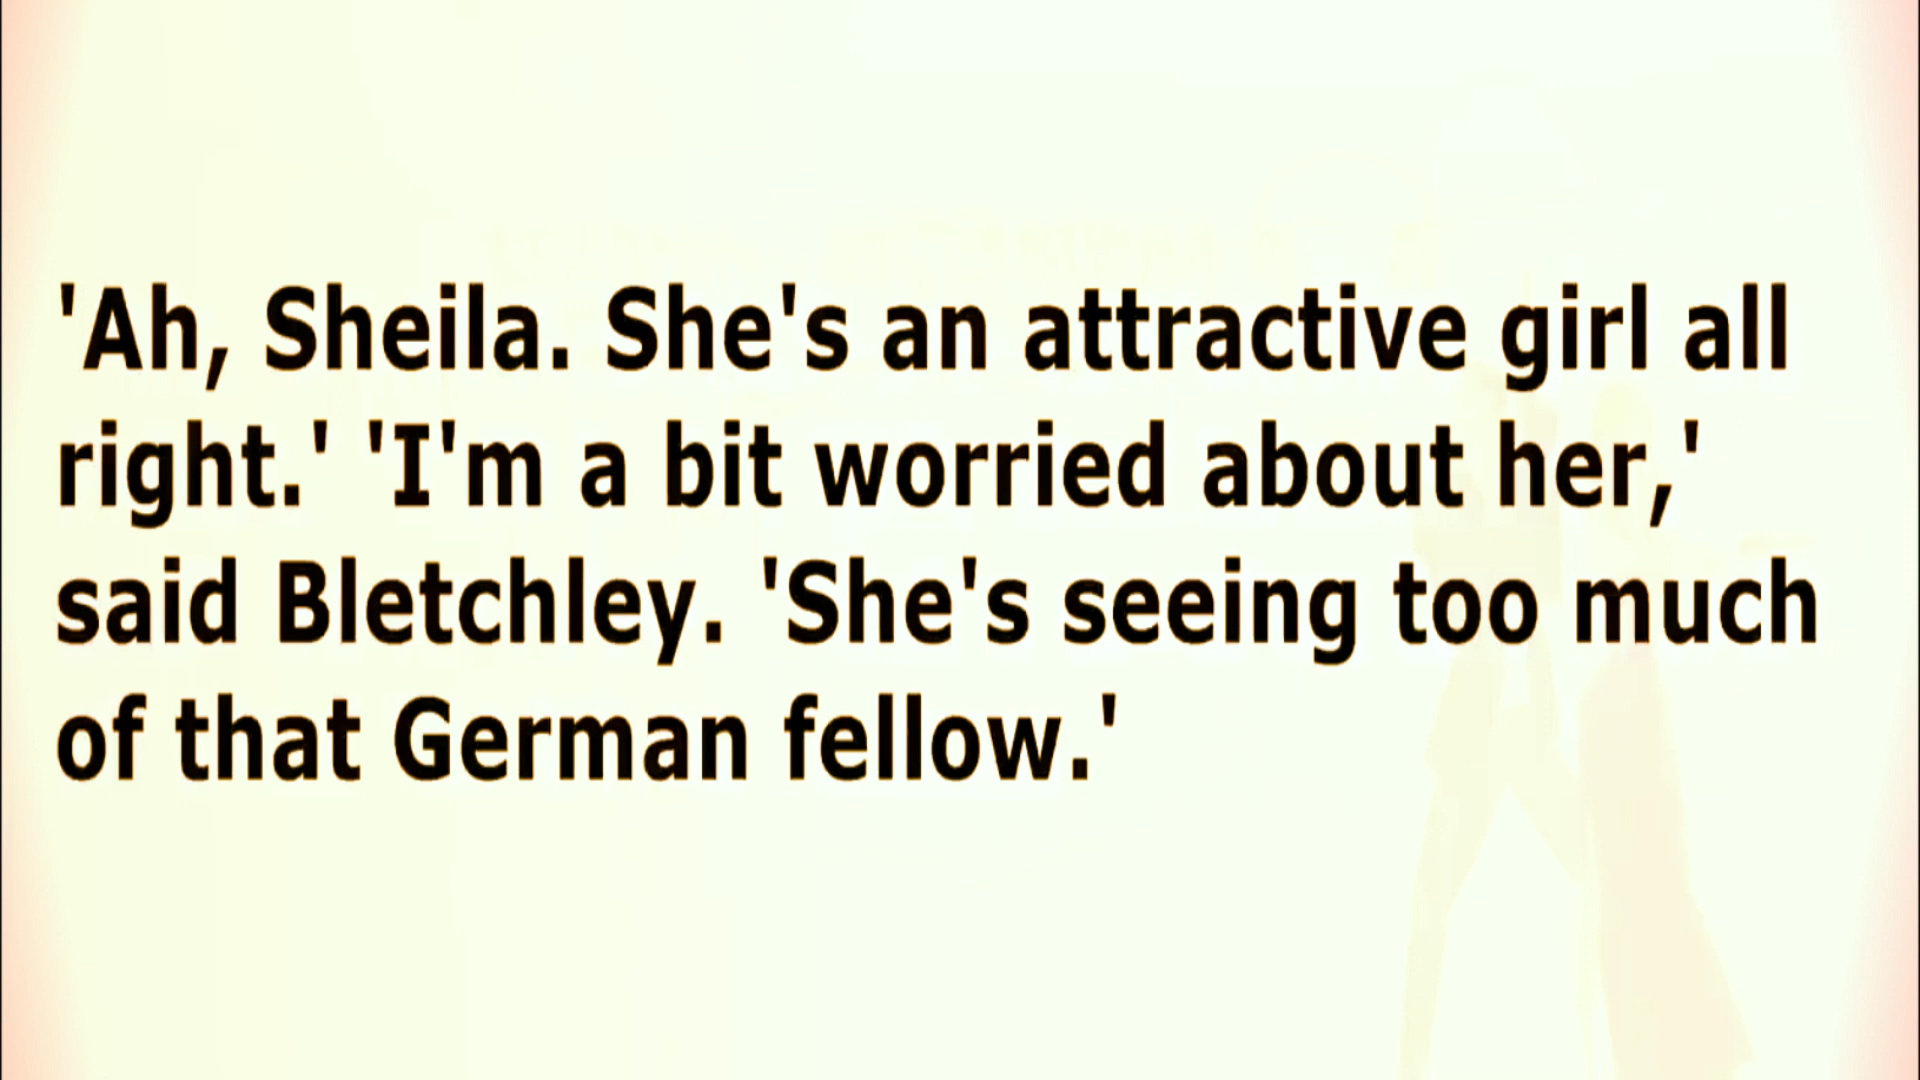 'Ah, Sheila. She's an attractive girl all
right.' 'I'm a bit worried about her,'
said Bletchley. 'She's seeing too much
of that German fellow.'